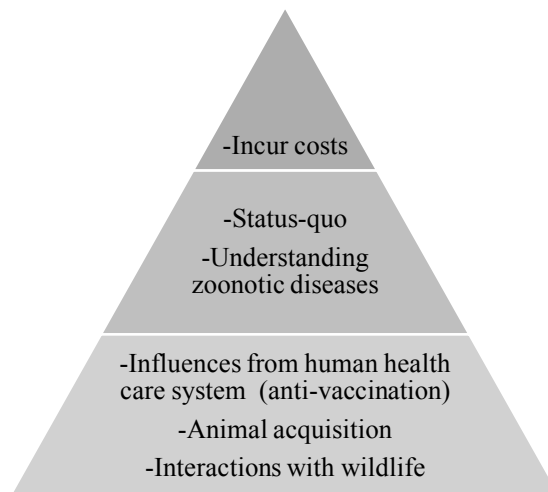 -Incur costs
-Status-quo
-Understanding
zoonotic diseases
-Influences from human health
care system (anti-vaccination)
-Animal acquisition
-Interactions with wildlife